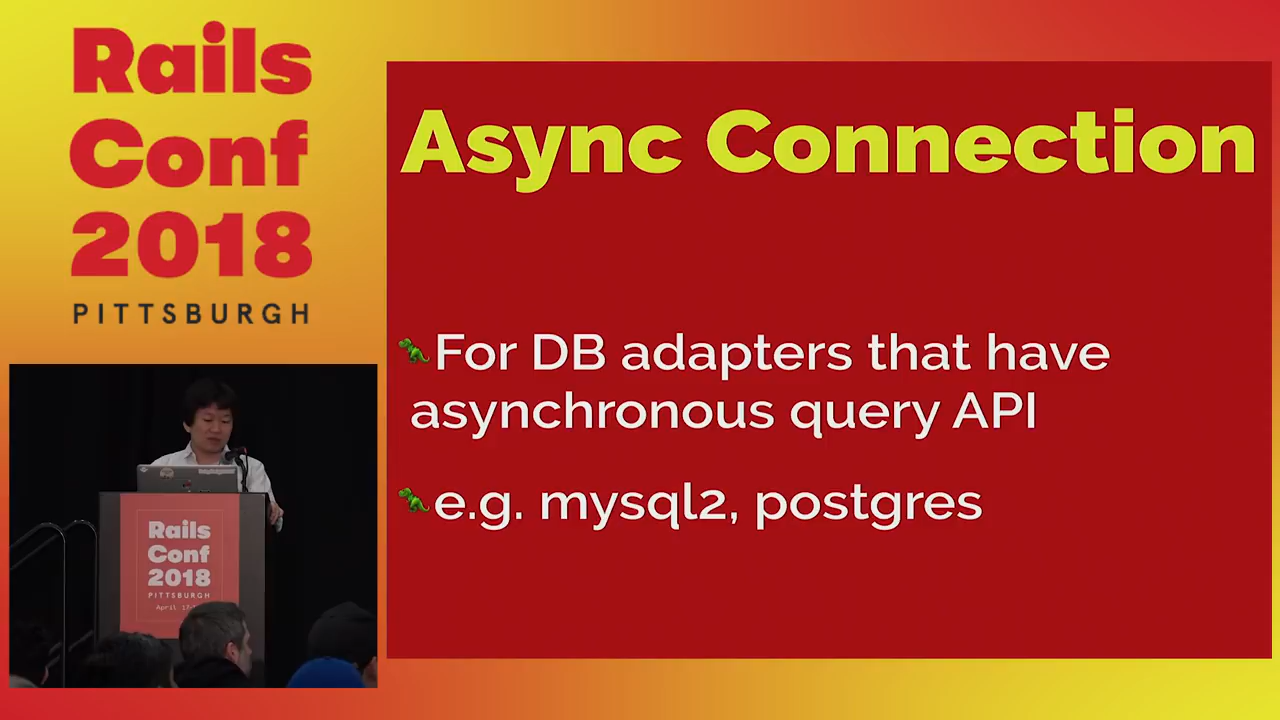 Rails
Conf
2018
PITTSBURGH
Async Connection
For DB adapters that have
asynchronous query API
e.g. mysql2, postgres
Rails
Conf
2018
PITTSBURGH